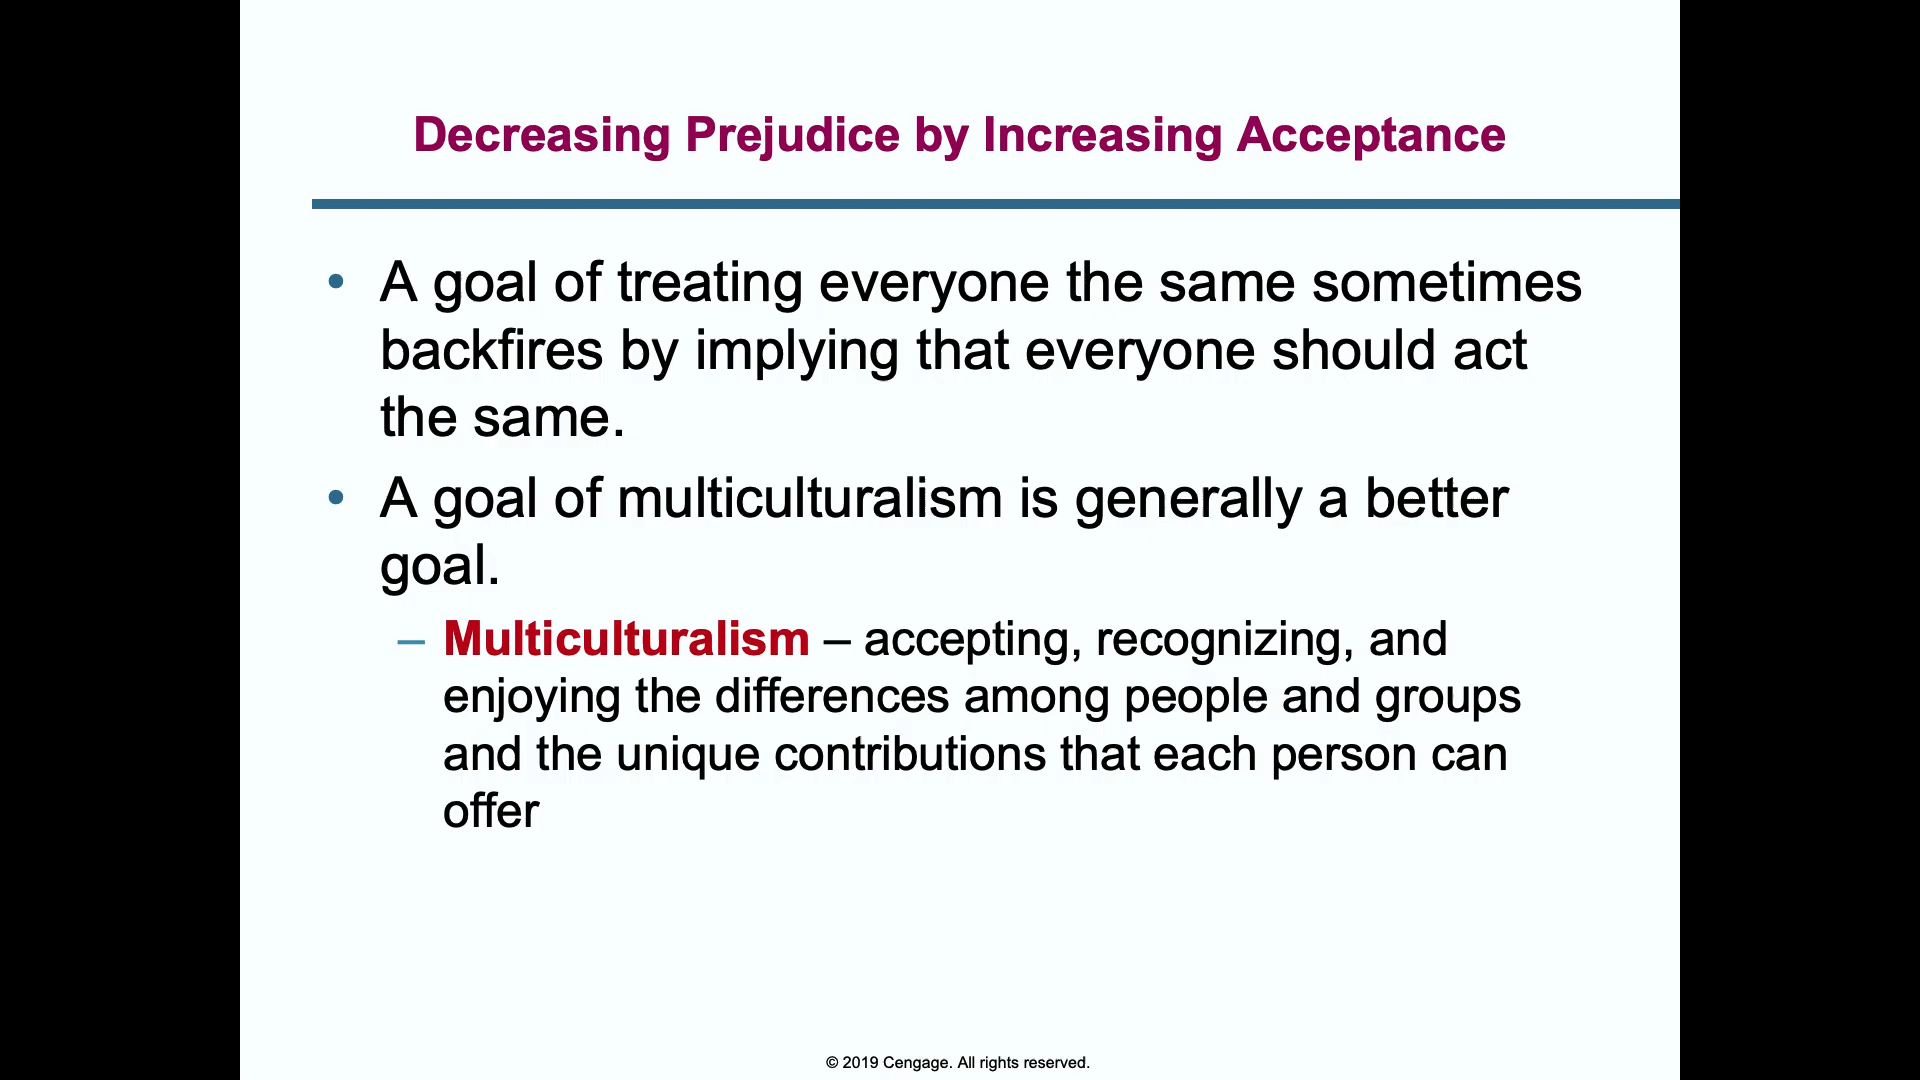 Decreasing Prejudice by Increasing Acceptance
• A goal of treating everyone the same sometimes
backfires by implying that everyone should act
the same.
• A goal of multiculturalism is generally a better
goal.
– Multiculturalism – accepting, recognizing, and
enjoying the differences among people and groups
and the unique contributions that each person can
offer
© 2019 Cengage. All rights reserved.